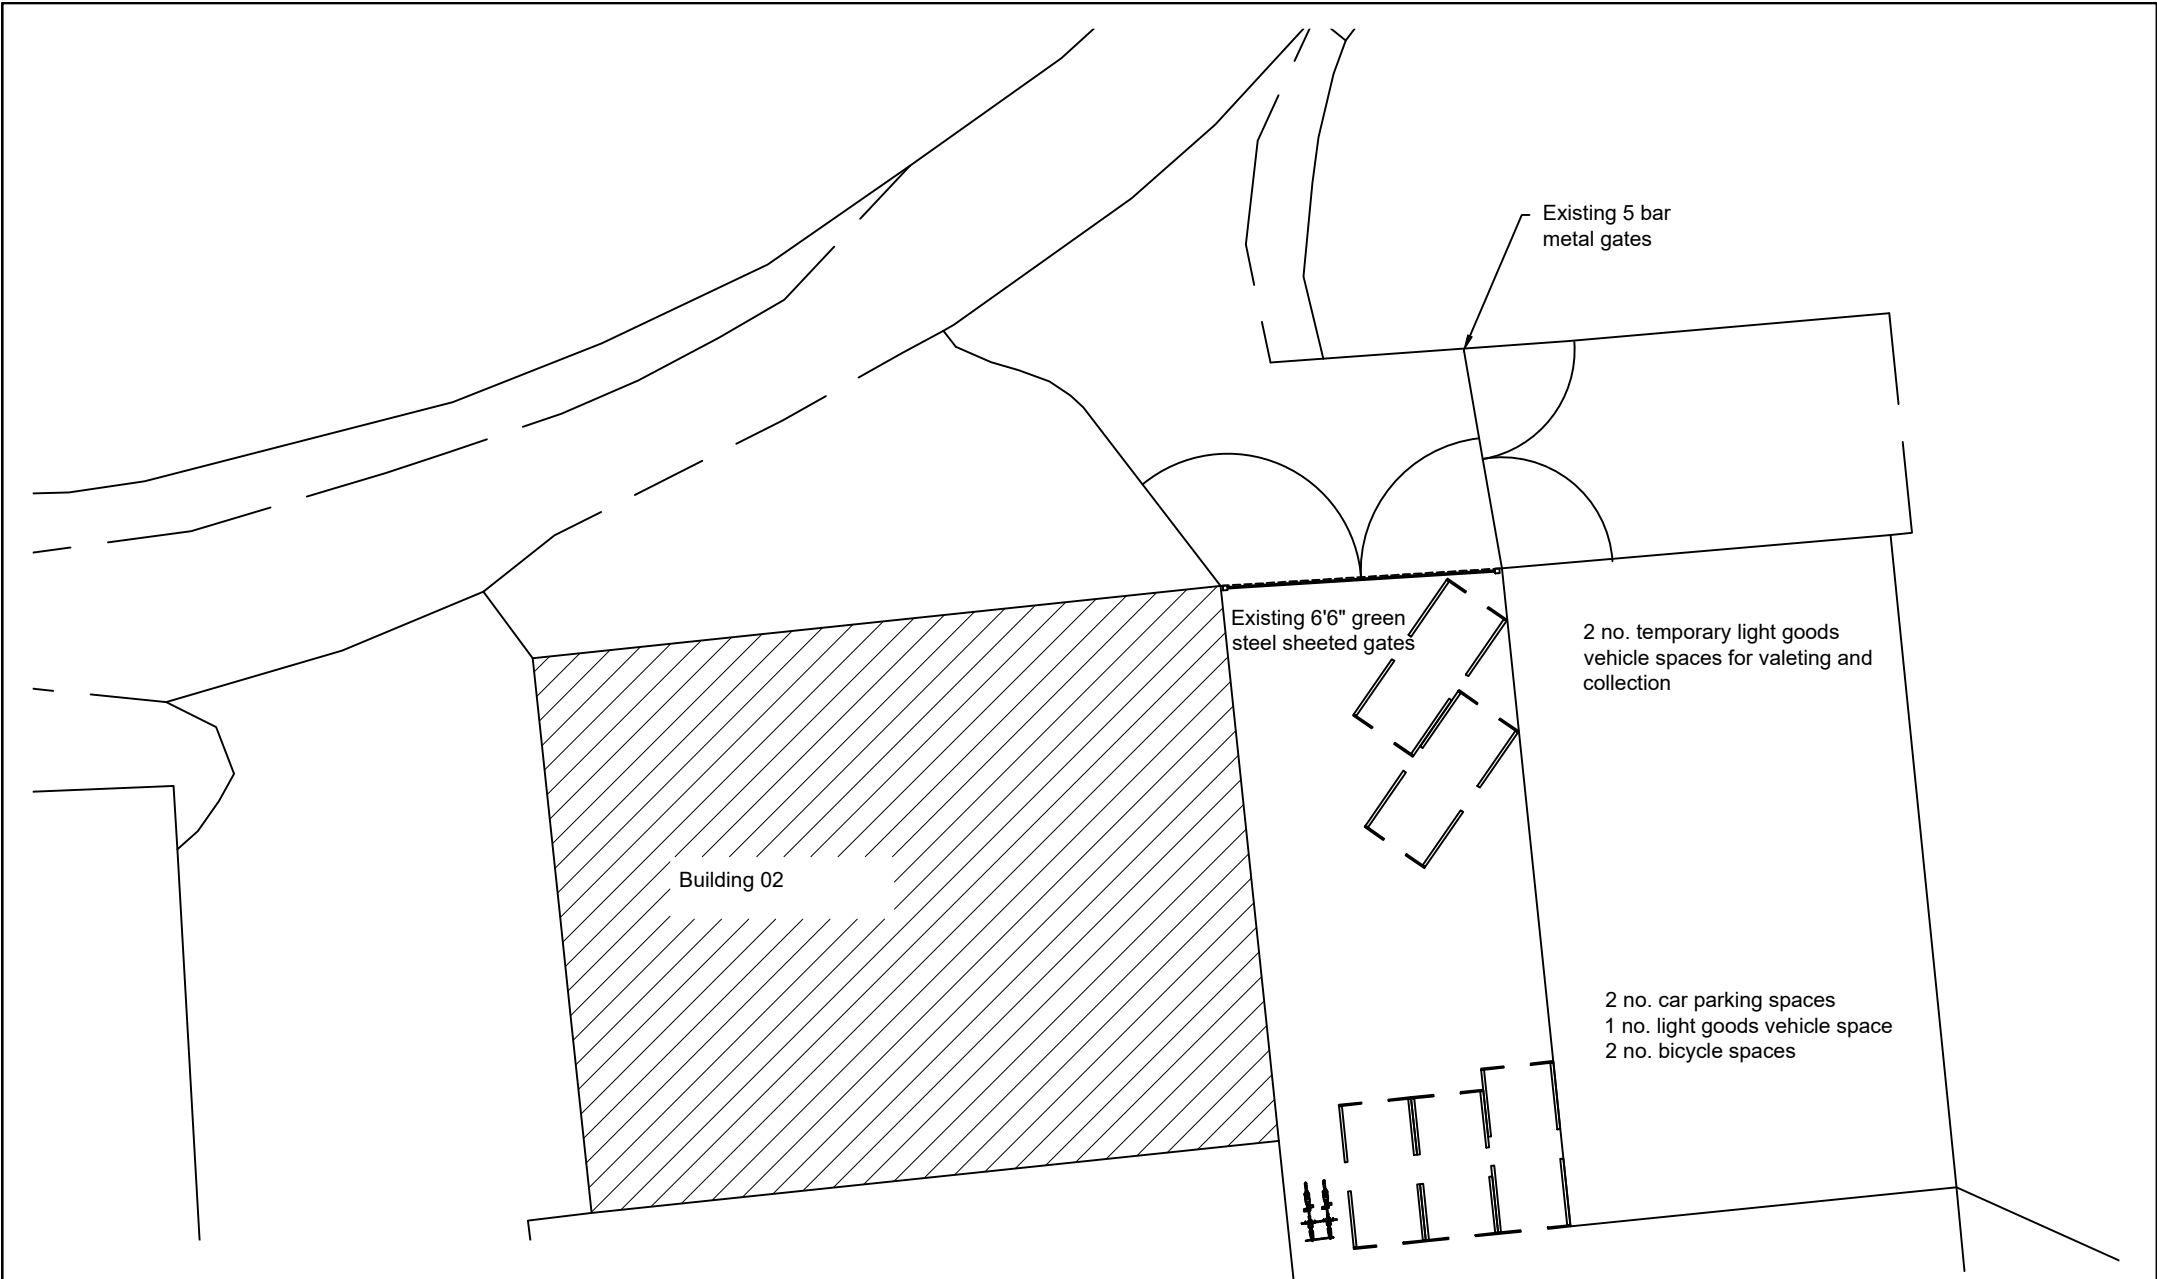 Existing 5 bar
metal gates
Existing 6'6" green
steel sheeted gates
2 no. temporary light goods
vehicle spaces for valeting and
collection
Building 02
2 no. car parking spaces
1 no. light goods vehicle space
2 no. bicycle spaces